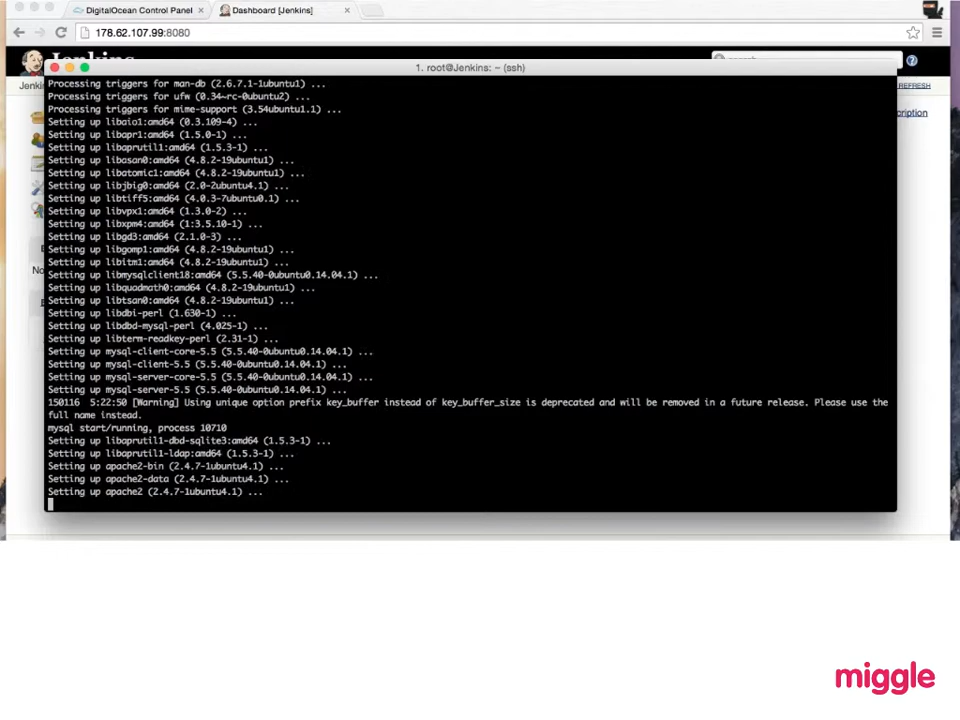 DigitalOcean Control Panel
Dashboard [Jenkins]
178.62.107.99:8080
1. root@Jenkins: ~ (ssh)
REFRESH
Processing triggers for man-db (2.6.7.1-1ubuntu1) ...
Processing triggers for ufw (0.34~rc-0ubuntu2) ...
Processing triggers for mime-support (3.54ubuntu1.1) ...
Setting up libaio1:amd64 (0.3.109-4) ...
Setting up libapr1:amd64 (1.5.0-1) ...
Setting up libaprutil1:amd64 (1.5.3-1) ...
Setting up libasan0:amd64 (4.8.2-19ubuntu1) ...
Setting up libatomic1:amd64 (4.8.2-19ubuntu1) ...
Setting up libjbig0:amd64 (2.0-2ubuntu4.1) ...
Setting up libtiff5:amd64 (4.0.3-7ubuntu0.1) ...
Setting up libvpx1:amd64 (1.3.0-2) ...
Setting up libxpm4:amd64 (1:3.5.10-1) ...
Setting up libgd3:amd64 (2.1.0-3) ...
Setting up libgomp1:amd64 (4.8.2-19ubuntu1) ...
Setting up libitm1:amd64 (4.8.2-19ubuntu1) ...
Setting up libmysqlclient18:amd64 (5.5.40-0ubuntu0.14.04.1) ...
Setting up libquadmath0:amd64 (4.8.2-19ubuntu1) ...
Setting up libtsan0:amd64 (4.8.2-19ubuntu1) ...
Setting up libdbi-perl (1.630-1) ...
Setting up libdbd-mysql-perl (4.025-1) ...
Setting up libterm-readkey-perl (2.31-1) ...
Setting up mysql-client-core-5.5 (5.5.40-0ubuntu0.14.04.1) ...
Setting up mysql-client-5.5 (5.5.40-0ubuntu0.14.04.1) ...
Setting up mysql-server-core-5.5 (5.5.40-0ubuntu0.14.04.1) ...
Setting up mysql-server-5.5 (5.5.40-0ubuntu0.14.04.1) ...
150116  5:22:50 [Warning] Using unique option prefix key_buffer instead of key_buffer_size is deprecated and will be removed in a future release. Please use the
full name instead.
mysql start/running, process 10710
Setting up libaprutil1-dbd-sqlite3:amd64 (1.5.3-1) ...
Setting up libaprutil1-ldap:amd64 (1.5.3-1) ...
Setting up apache2-bin (2.4.7-1ubuntu4.1) ...
Setting up apache2-data (2.4.7-1ubuntu4.1) ...
Setting up apache2 (2.4.7-1ubuntu4.1) ...
miggle